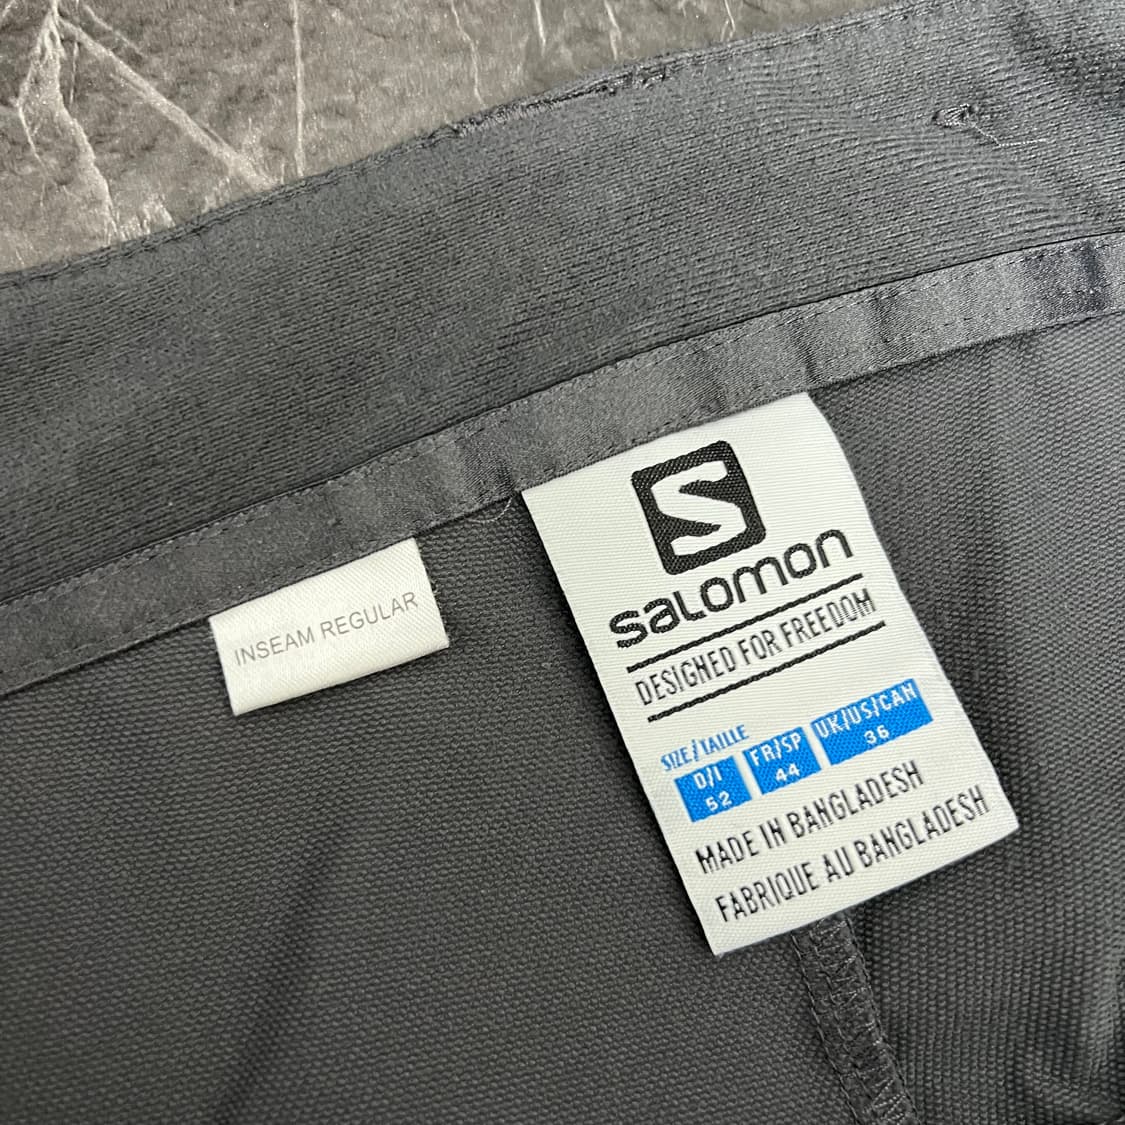 INSEAM REGULAR
S
SALOMON
DESIGNED FOR FREEDOM
SIZE/TAILLE
D/I FR/SP UK/US/CAN
52 44 36
MADE IN BANGLADESH
FABRIQUE AU BANGLADESH